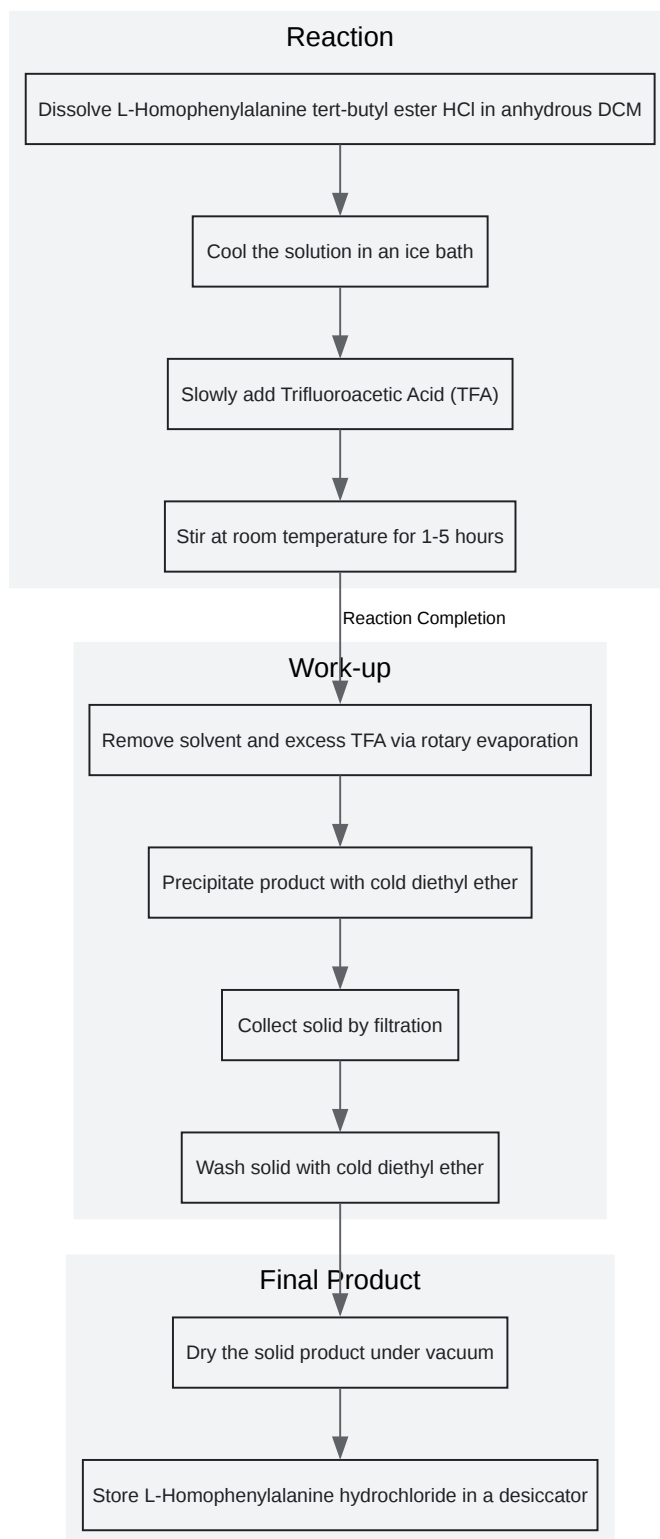 Reaction
Dissolve L-Homophenylalanine tert-butyl ester HCl in anhydrous DCM
Cool the solution in an ice bath
Slowly add Trifluoroacetic Acid (TFA)
Stir at room temperature for 1-5 hours
Reaction Completion
Work-up
Remove solvent and excess TFA via rotary evaporation
Precipitate product with cold diethyl ether
Collect solid by filtration
Wash solid with cold diethyl ether
Final Product
Dry the solid product under vacuum
Store L-Homophenylalanine hydrochloride in a desiccator